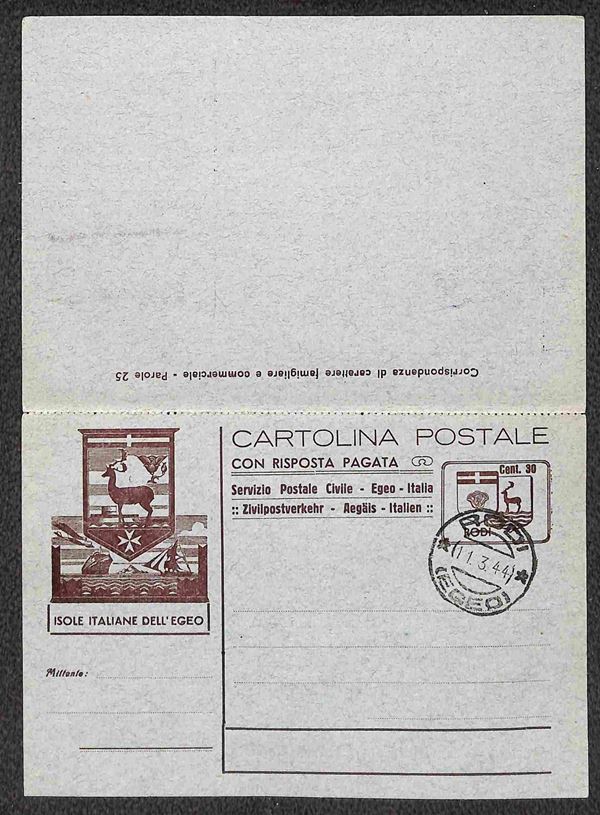 Corrispondenza di carattere famigliare e commerciale - Parole 25
CARTOLINA POSTALE
CON RISPOSTA PAGATA
Servizio Postale Civile - Egeo - Italia
:: Zivilpostverkehr - Aegäis - Italien ::
Cent. 30
RODI
RODI
11.3.44
(EGEO)
ISOLE ITALIANE DELL'EGEO
Mittente: